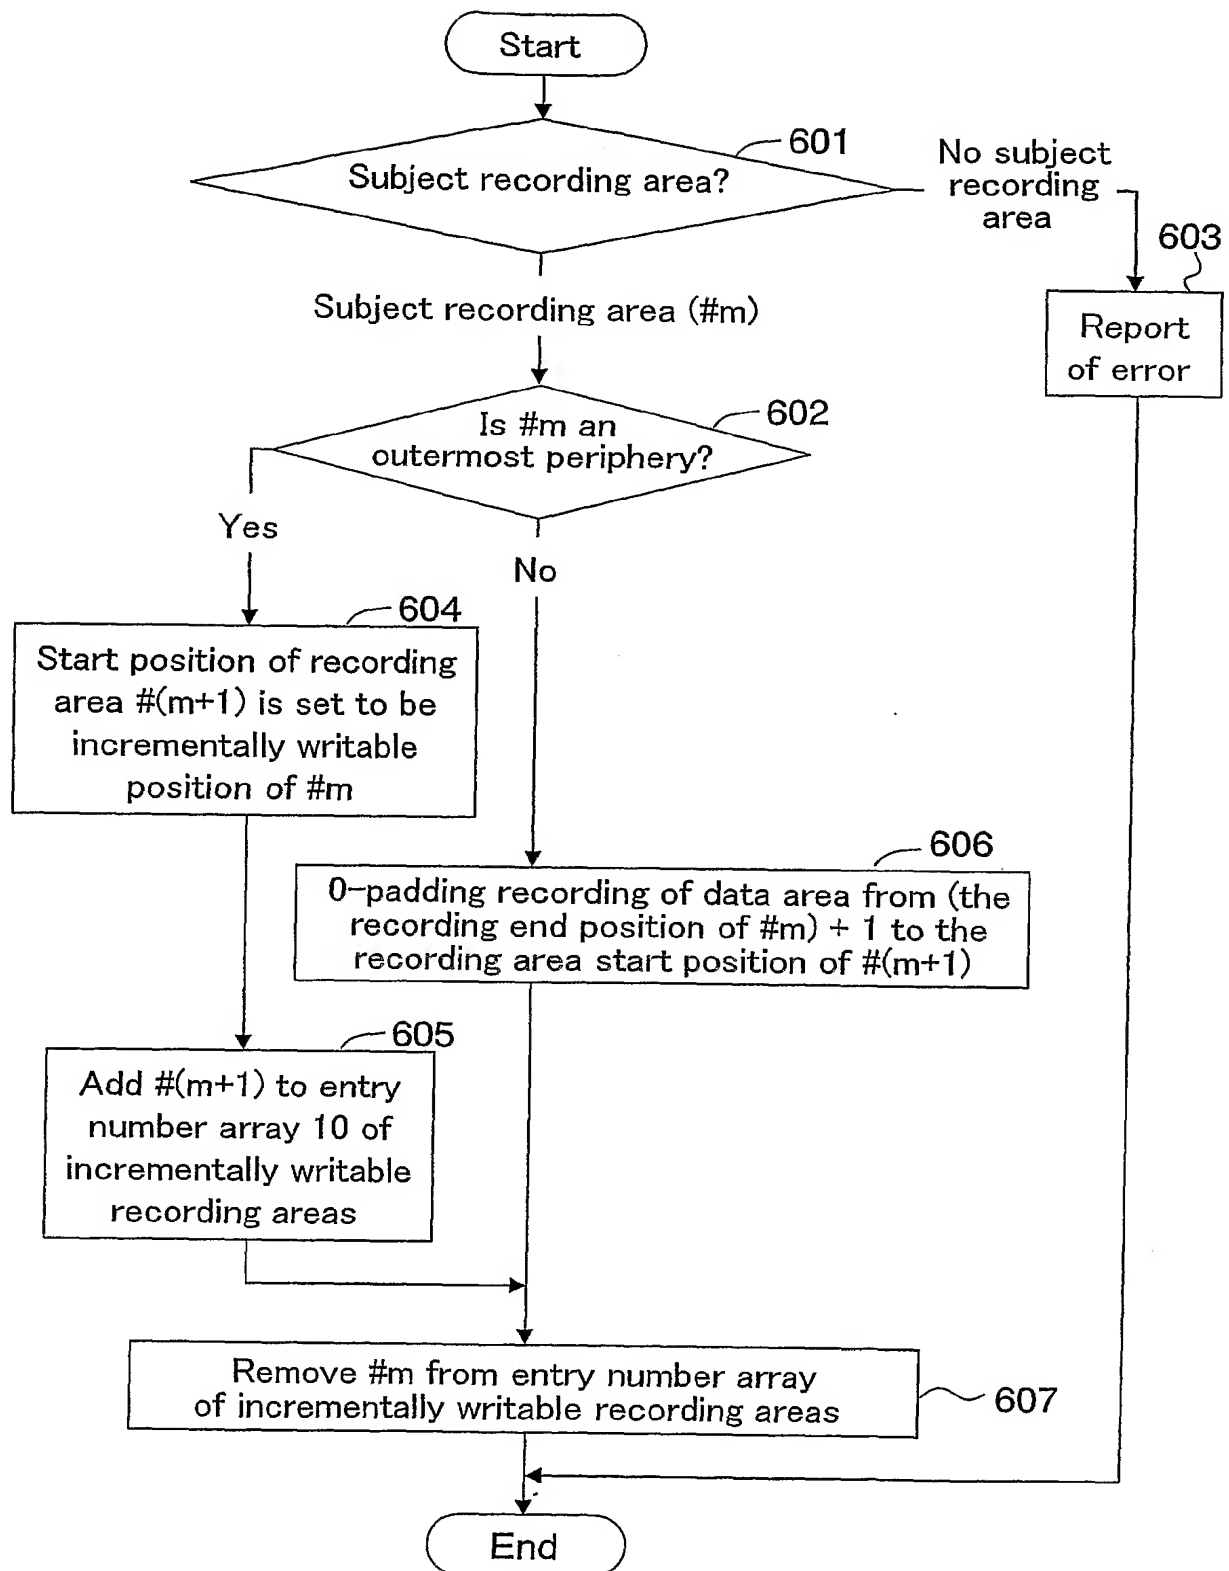 Start
601
Subject recording area?
No subject
recording
area
603
Report
of error
Subject recording area (#m)
602
Is #m an
outermost periphery?
Yes
No
604
Start position of recording
area #(m+1) is set to be
incrementally writable
position of #m
606
0-padding recording of data area from (the
recording end position of #m) + 1 to the
recording area start position of #(m+1)
605
Add #(m+1) to entry
number array 10 of
incrementally writable
recording areas
Remove #m from entry number array
of incrementally writable recording areas
607
End